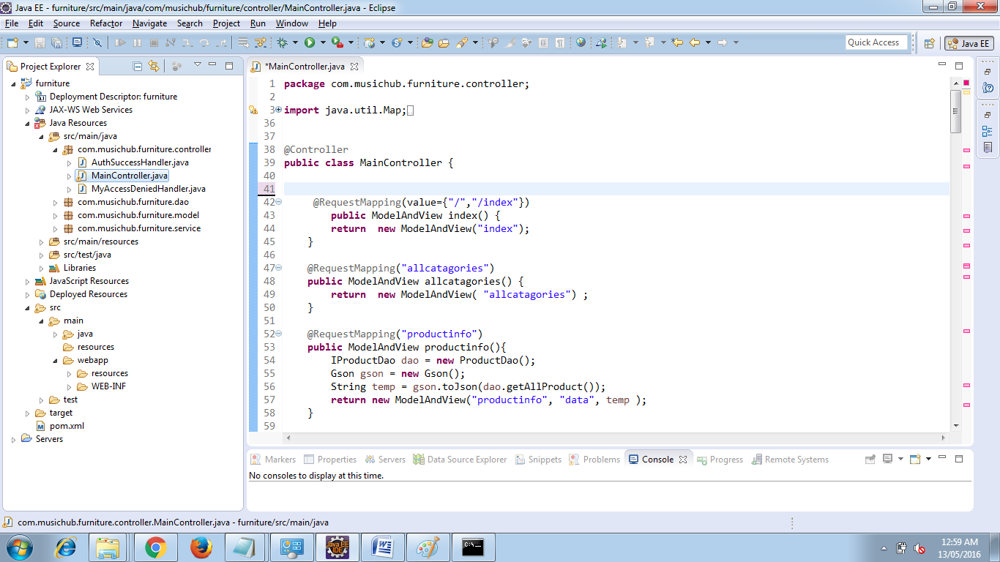 Java EE - furniture/src/main/java/com/musichub/furniture/controller/MainController.java - Eclipse
File Edit Source Refactor Navigate Search Project Run Window Help
Quick Access Java EE
Project Explorer
furniture
Deployment Descriptor: furniture
JAX-WS Web Services
Java Resources
src/main/java
com.musichub.furniture.controller
AuthSuccessHandler.java
MainController.java
MyAccessDeniedHandler.java
com.musichub.furniture.dao
com.musichub.furniture.model
com.musichub.furniture.service
src/main/resources
src/test/java
Libraries
JavaScript Resources
Deployed Resources
src
main
java
resources
webapp
resources
WEB-INF
test
target
pom.xml
Servers
*MainController.java
1 package com.musichub.furniture.controller;
2
3 import java.util.Map;
36
37
38 @Controller
39 public class MainController {
40
41
42 @RequestMapping(value={"/","/index"})
43 public ModelAndView index() {
44 return  new ModelAndView("index");
45 }
46
47 @RequestMapping("allcatagories")
48 public ModelAndView allcatagories() {
49 return  new ModelAndView( "allcatagories") ;
50 }
51
52 @RequestMapping("productinfo")
53 public ModelAndView productinfo(){
54 IProductDao dao = new ProductDao();
55 Gson gson = new Gson();
56 String temp = gson.toJson(dao.getAllProduct());
57 return new ModelAndView("productinfo", "data", temp );
58 }
59
Markers Properties Servers Data Source Explorer Snippets Problems Console Progress Remote Systems
No consoles to display at this time.
com.musichub.furniture.controller.MainController.java - furniture/src/main/java
Java EE
IDE
C:\.
12:59 AM
13/05/2016